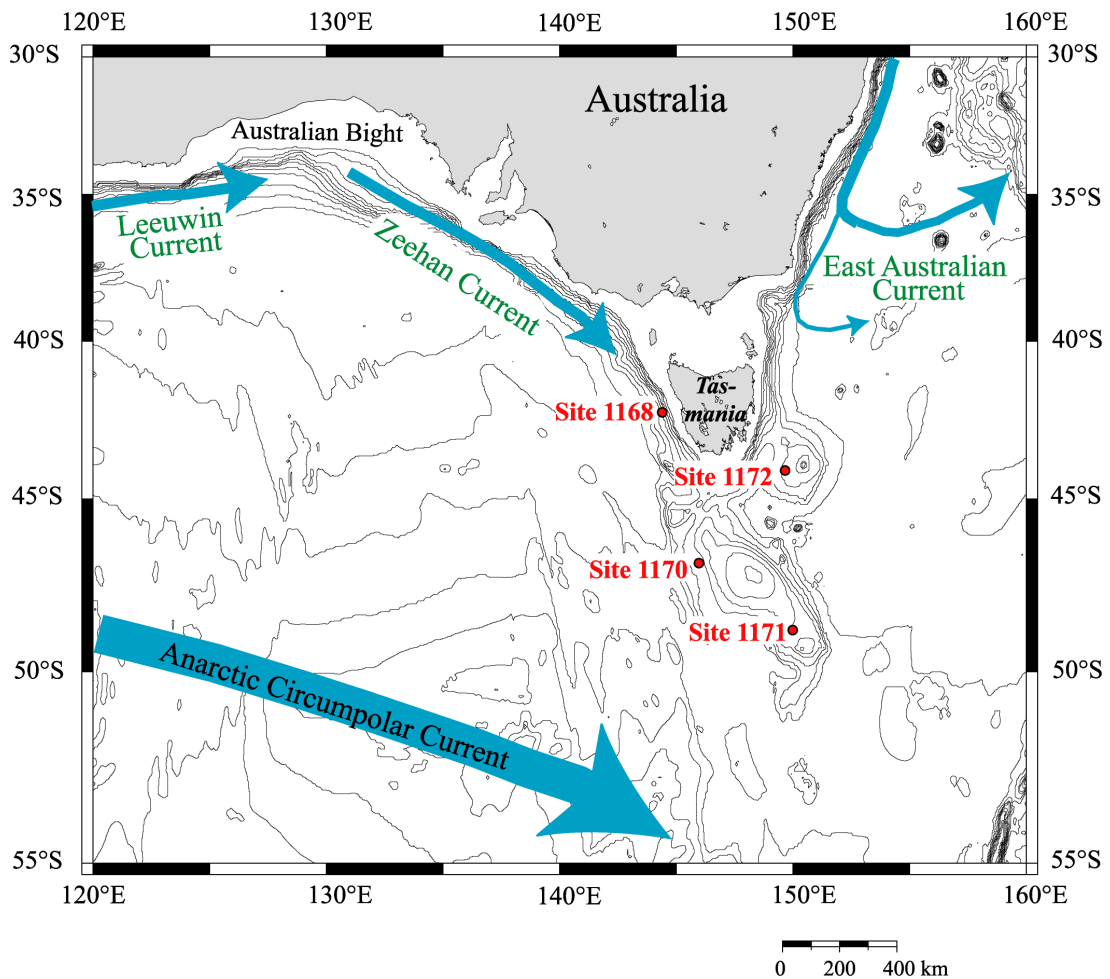 120°E 130°E 140°E 150°E 160°E
30°S 30°S
Australia
Australian Bight
35°S 35°S
Leeuwin
Current
Zeehan Current
East Australian
Current
40°S 40°S
Tas-
mania
Site 1168
Site 1172
45°S 45°S
Site 1170
Site 1171
50°S 50°S
Anarctic Circumpolar Current
55°S 55°S
120°E 130°E 140°E 150°E 160°E
0 200 400 km